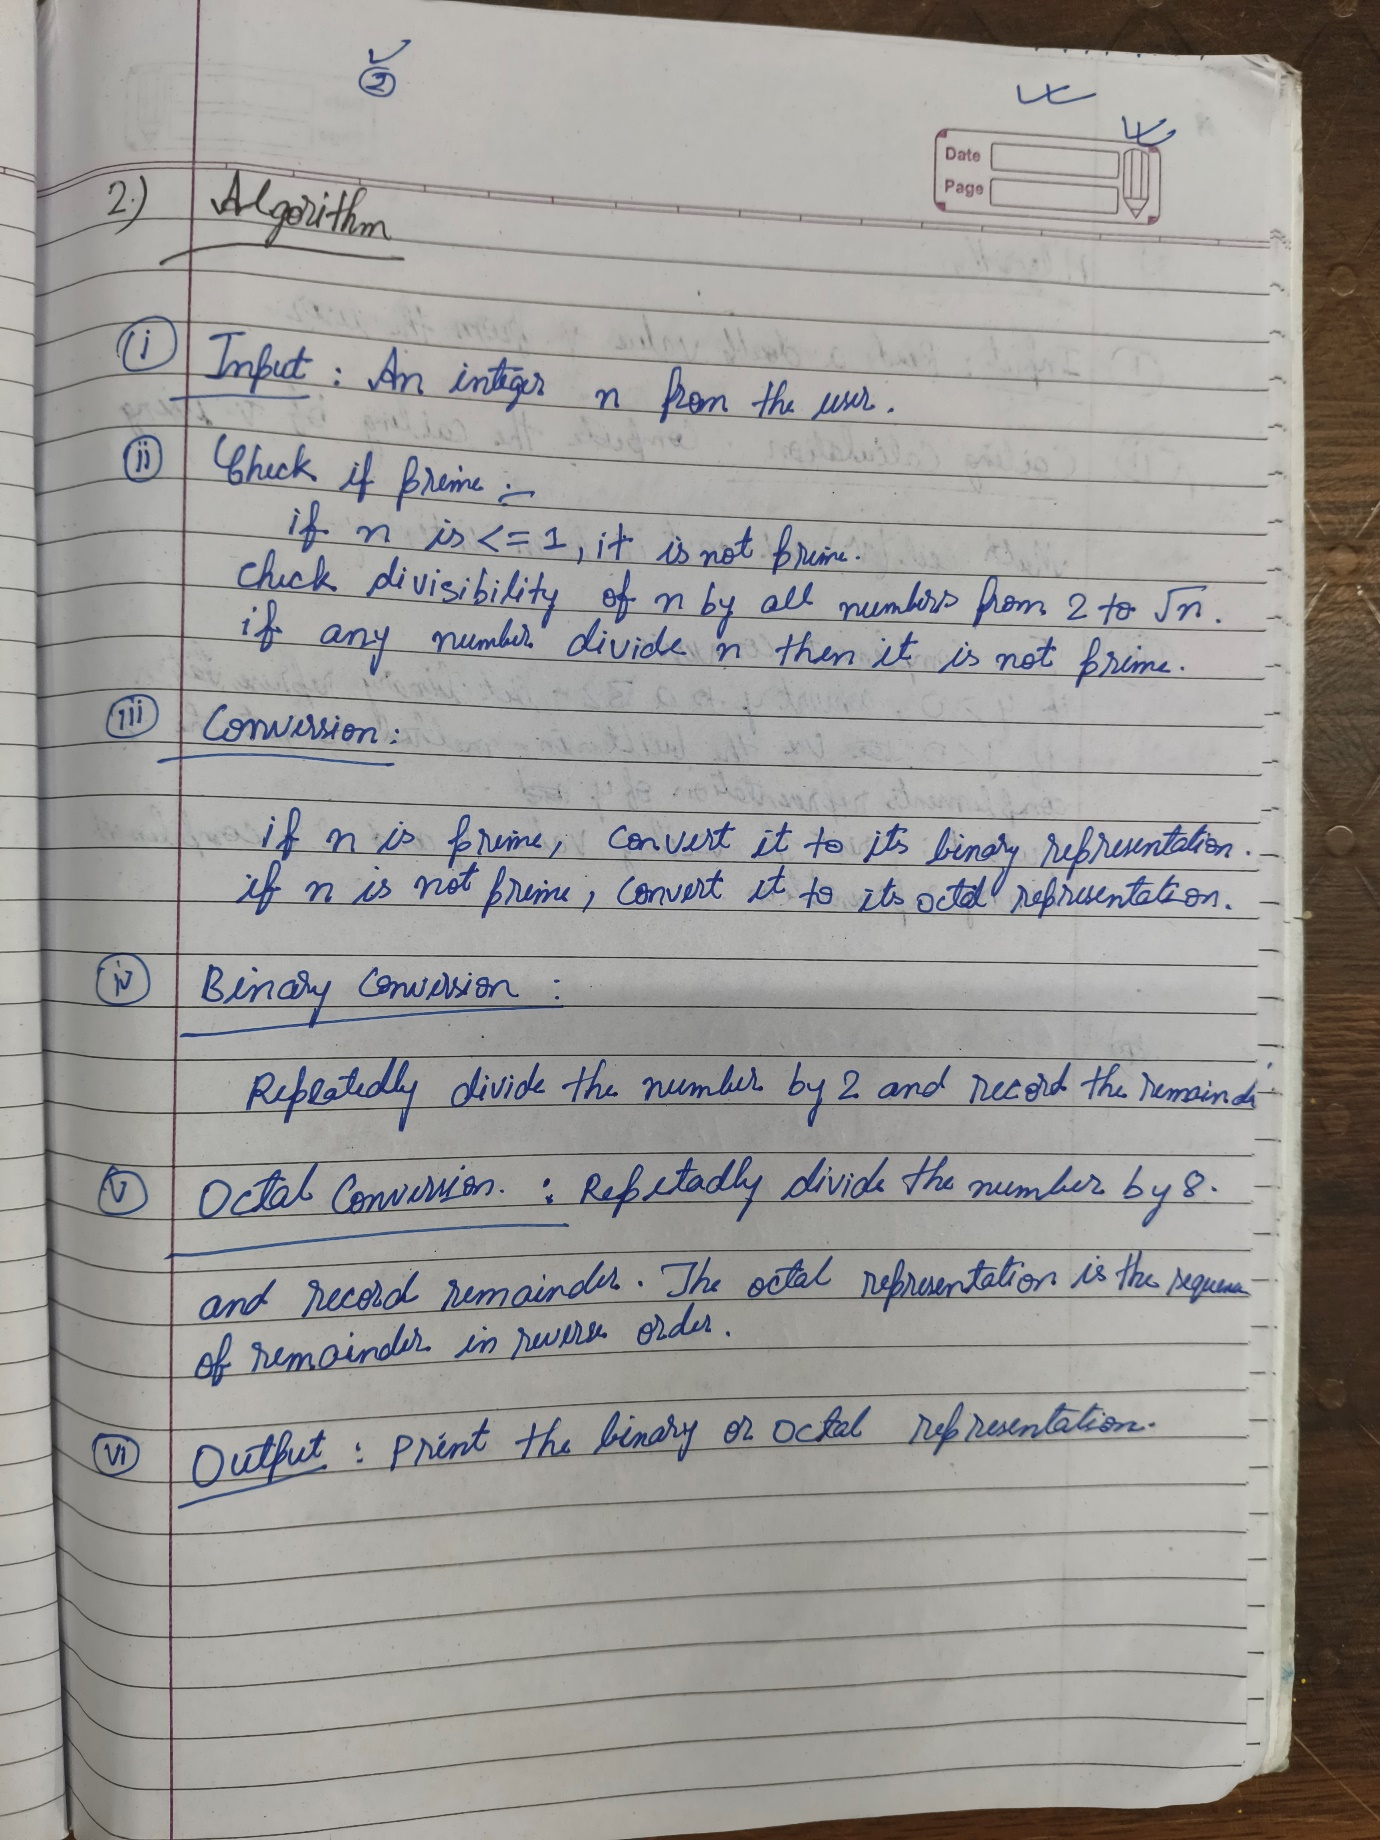 2
Date
Page
2.) Algorithm
i Input : An integer n from the user.
ii Check if prime :-
if n is <= 1, it is not prime.
check divisibility of n by all numbers from 2 to √n.
if any number divide n then it is not prime.
iii Conversion :
if n is prime, convert it to its binary representation.
if n is not prime, convert it to its octal representation.
iv Binary Conversion :
Repeatedly divide the number by 2 and record the remainde
v Octal Conversion. : Repetadly divide the number by 8.
and record remainder. The octal representation is the sequence
of remainder in reverse order.
vi Output : Print the binary or octal representation.